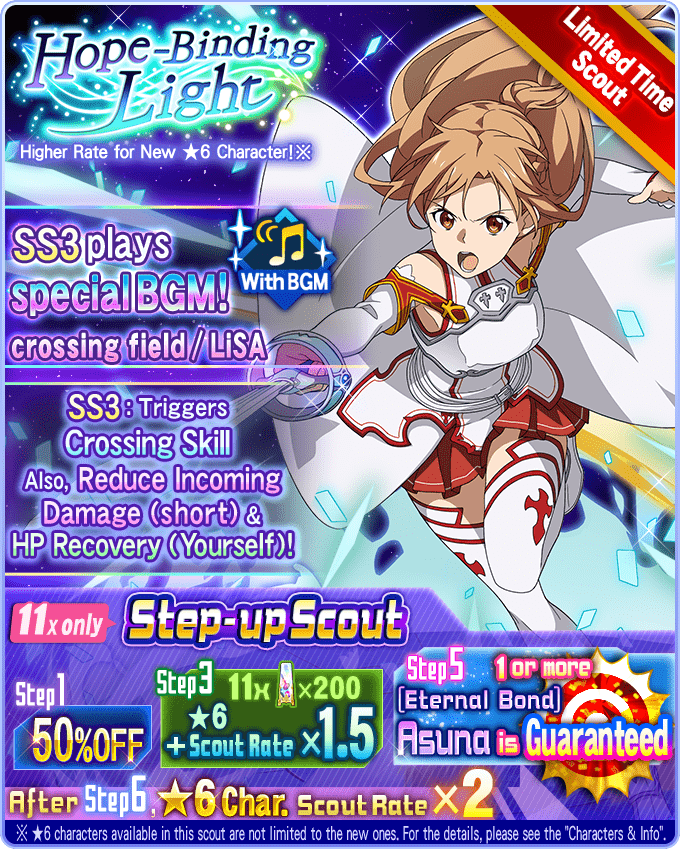 Hope-Binding
Light
Limited Time
Scout
Higher Rate for New ★6 Character!※
SS3 plays
special BGM!
With BGM
crossing field / LiSA
SS3 : Triggers
Crossing Skill
Also, Reduce Incoming
Damage (short) &
HP Recovery (Yourself)!
11x only
Step-up Scout
Step1
50%OFF
Step3
11x ×200
★6
+Scout Rate ×1.5
Step5 1 or more
[Eternal Bond]
Asuna is Guaranteed
After Step6, ★6 Char. Scout Rate ×2
※ ★6 characters available in this scout are not limited to the new ones. For the details, please see the "Characters & Info".